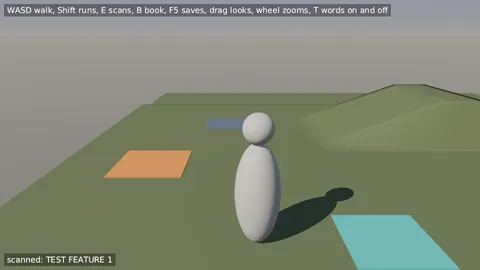 WASD walk, Shift runs, E scans, B book, F5 saves, drag looks, wheel zooms, T words on and off
scanned: TEST FEATURE 1